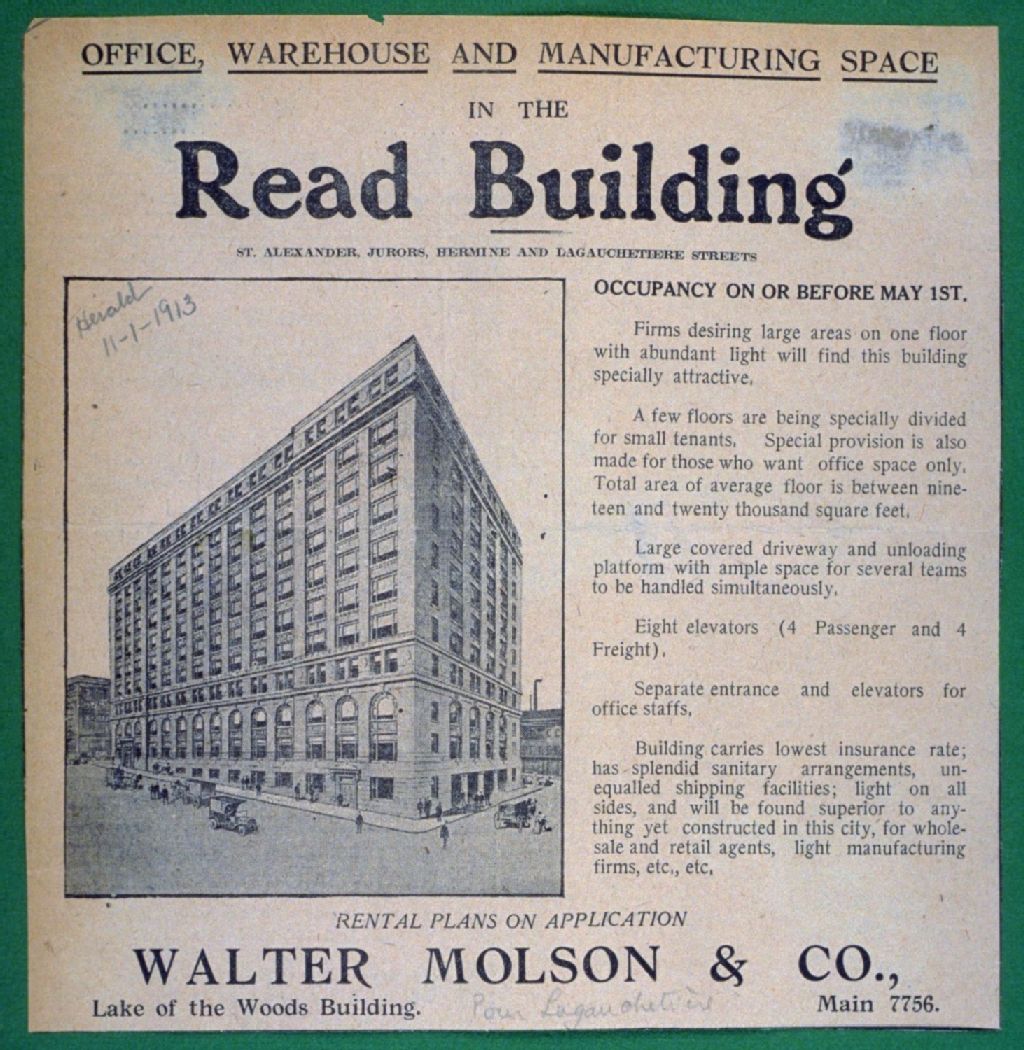 OFFICE, WAREHOUSE AND MANUFACTURING SPACE
IN THE
Read Building
ST. ALEXANDER, JURORS, HERMINE AND LAGAUCHETIERE STREETS
Herald
11-1-1913
OCCUPANCY ON OR BEFORE MAY 1ST.
Firms desiring large areas on one floor
with abundant light will find this building
specially attractive.
A few floors are being specially divided
for small tenants. Special provision is also
made for those who want office space only.
Total area of average floor is between nine-
teen and twenty thousand square feet.
Large covered driveway and unloading
platform with ample space for several teams
to be handled simultaneously.
Eight elevators (4 Passenger and 4
Freight).
Separate entrance and elevators for
office staffs.
Building carries lowest insurance rate;
has splendid sanitary arrangements, un-
equalled shipping facilities; light on all
sides, and will be found superior to any-
thing yet constructed in this city, for whole-
sale and retail agents, light manufacturing
firms, etc., etc.
RENTAL PLANS ON APPLICATION
WALTER MOLSON & CO.,
Lake of the Woods Building. Pour Lagauchetière Main 7756.